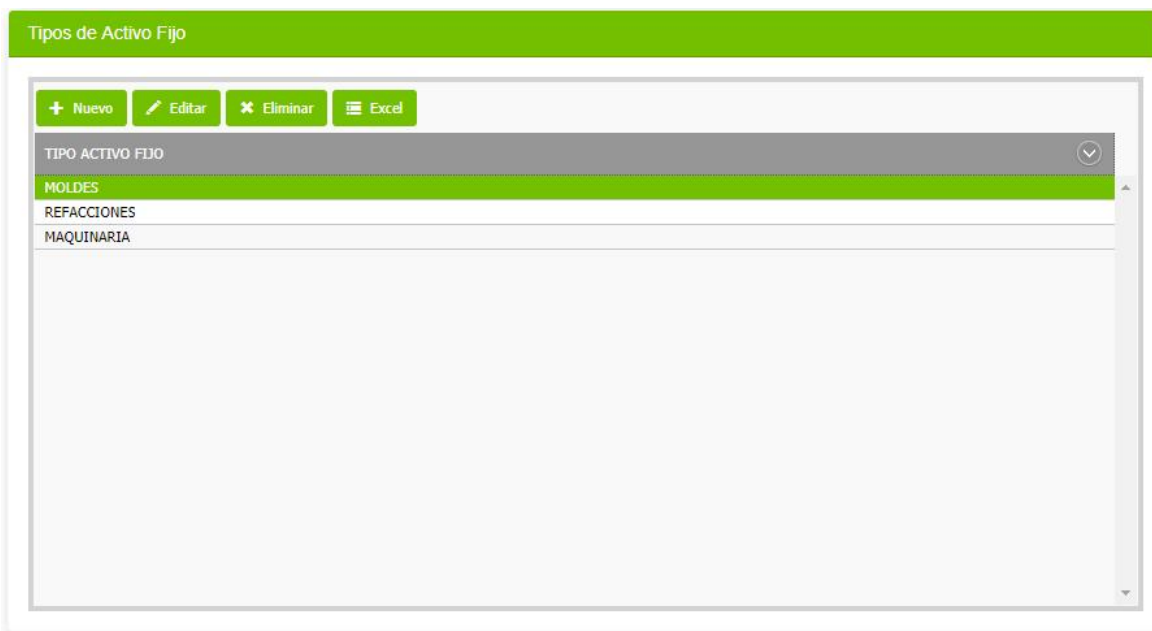 Tipos de Activo Fijo
Nuevo Editar Eliminar Excel
TIPO ACTIVO FIJO
MOLDES
REFACCIONES
MAQUINARIA